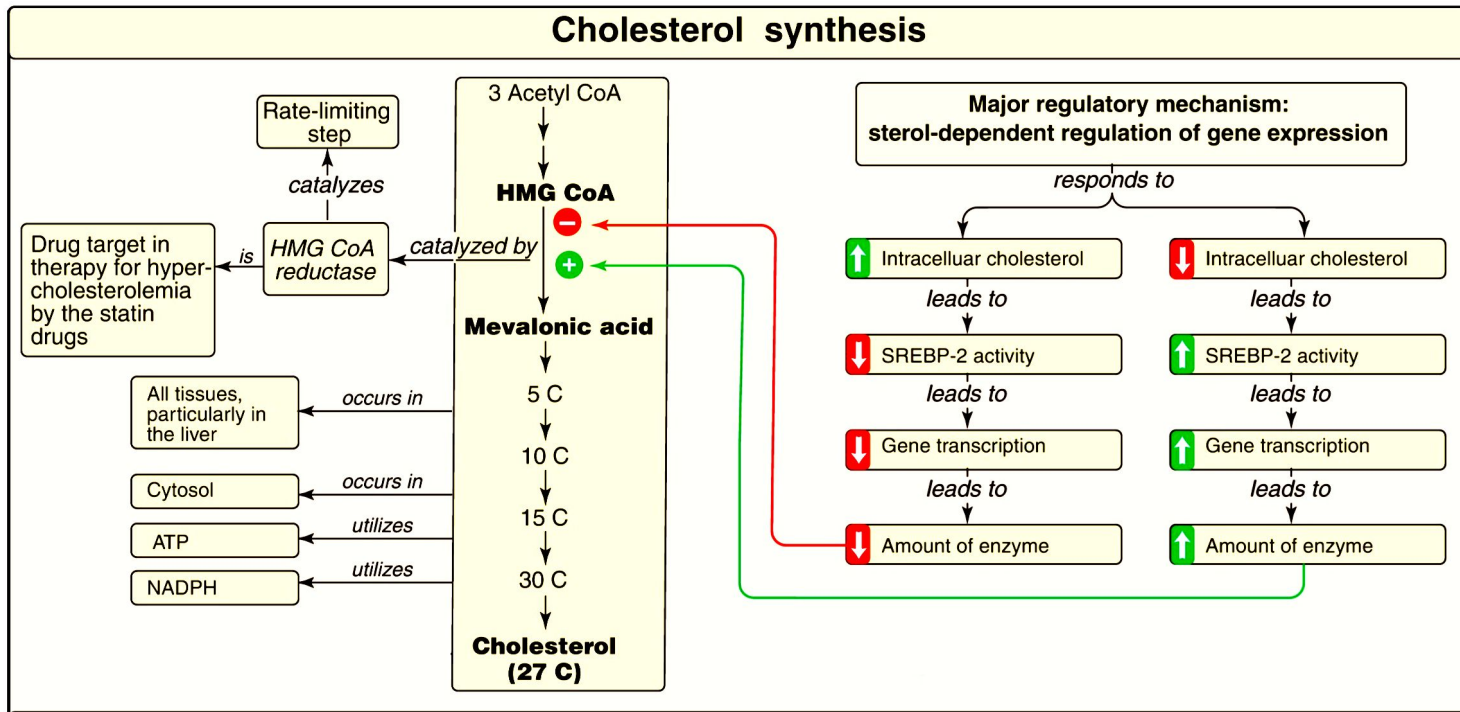 Cholesterol synthesis
Rate-limiting
step
catalyzes
HMG CoA
reductase
is
Drug target in
therapy for hyper-
cholesterolemia
by the statin
drugs
catalyzed by
3 Acetyl CoA
HMG CoA
−
+
Mevalonic acid
5 C
10 C
15 C
30 C
Cholesterol
(27 C)
occurs in
All tissues,
particularly in
the liver
occurs in
Cytosol
utilizes
ATP
utilizes
NADPH
Major regulatory mechanism:
sterol-dependent regulation of gene expression
responds to
Intracelluar cholesterol
leads to
SREBP-2 activity
leads to
Gene transcription
leads to
Amount of enzyme
Intracelluar cholesterol
leads to
SREBP-2 activity
leads to
Gene transcription
leads to
Amount of enzyme